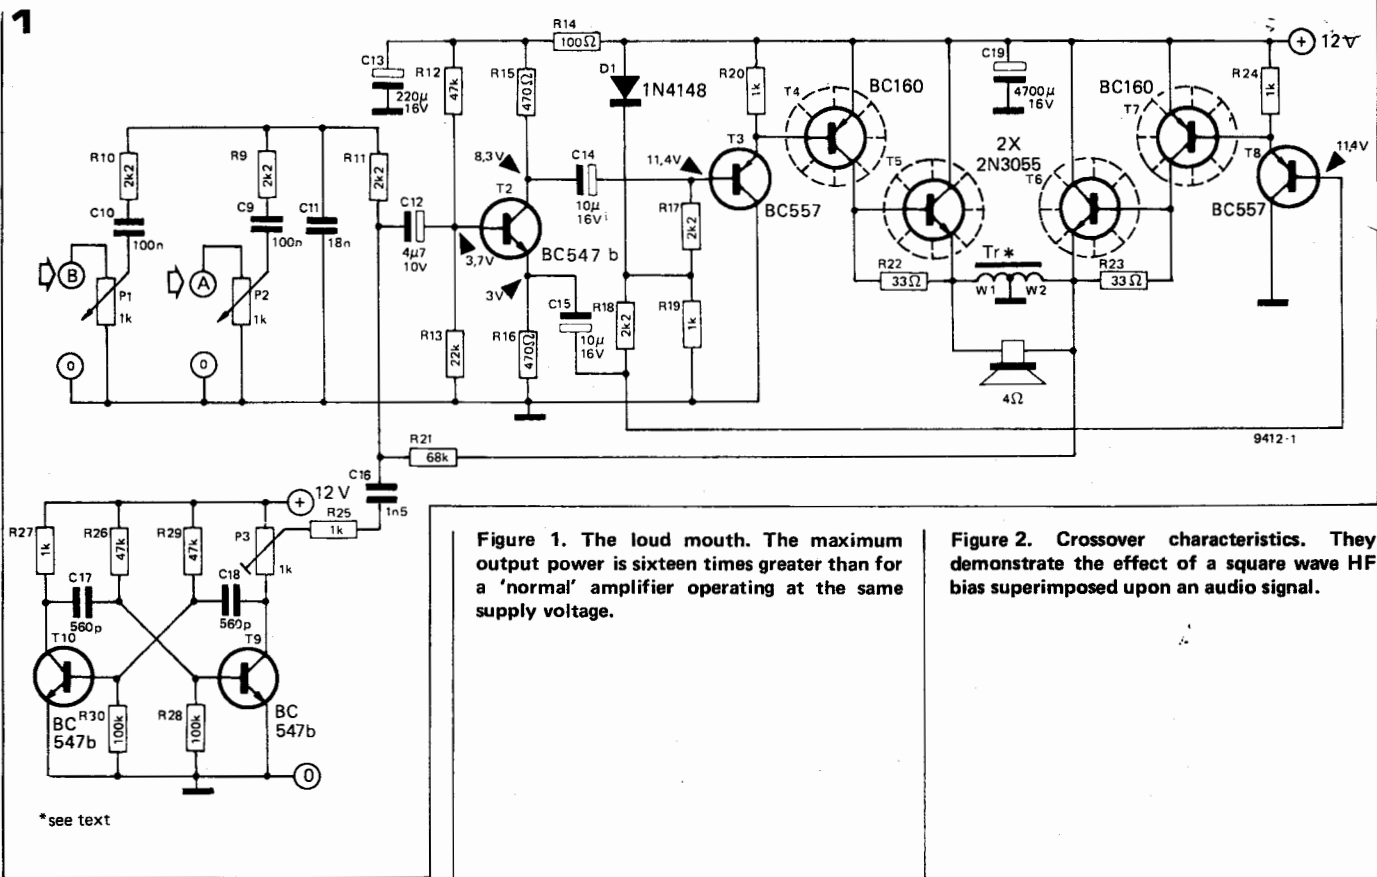 1
R14
100Ω
+ 12V
C13
220µ
16V
R12
47k
R15
470Ω
D1
1N4148
R20
1k
T4
BC160
C19
4700µ
16V
BC160
T7
R24
1k
R10
2k2
R9
2k2
R11
2k2
C10
100n
C9
100n
C11
18n
8,3V
C14
10µ
16V
11,4V
T3
BC557
T5
2X
2N3055
T6
T8
11,4V
BC557
T2
BC547 b
C12
4µ7
10V
3,7V
R17
2k2
B
P1
1k
A
P2
1k
3V
C15
10µ
16V
R18
2k2
R19
1k
R22
33Ω
Tr*
W1 W2
R23
33Ω
R13
22k
R16
470Ω
0
0
4Ω
9412-1
R21
68k
C16
1n5
+ 12 V
R25
1k
R27
1k
R26
47k
R29
47k
P3
1k
C17
560p
C18
560p
T10
T9
BC
547b
R30
100k
R28
100k
BC
547b
0
*see text
Figure 1. The loud mouth. The maximum
output power is sixteen times greater than for
a 'normal' amplifier operating at the same
supply voltage.
Figure 2. Crossover characteristics. They
demonstrate the effect of a square wave HF
bias superimposed upon an audio signal.